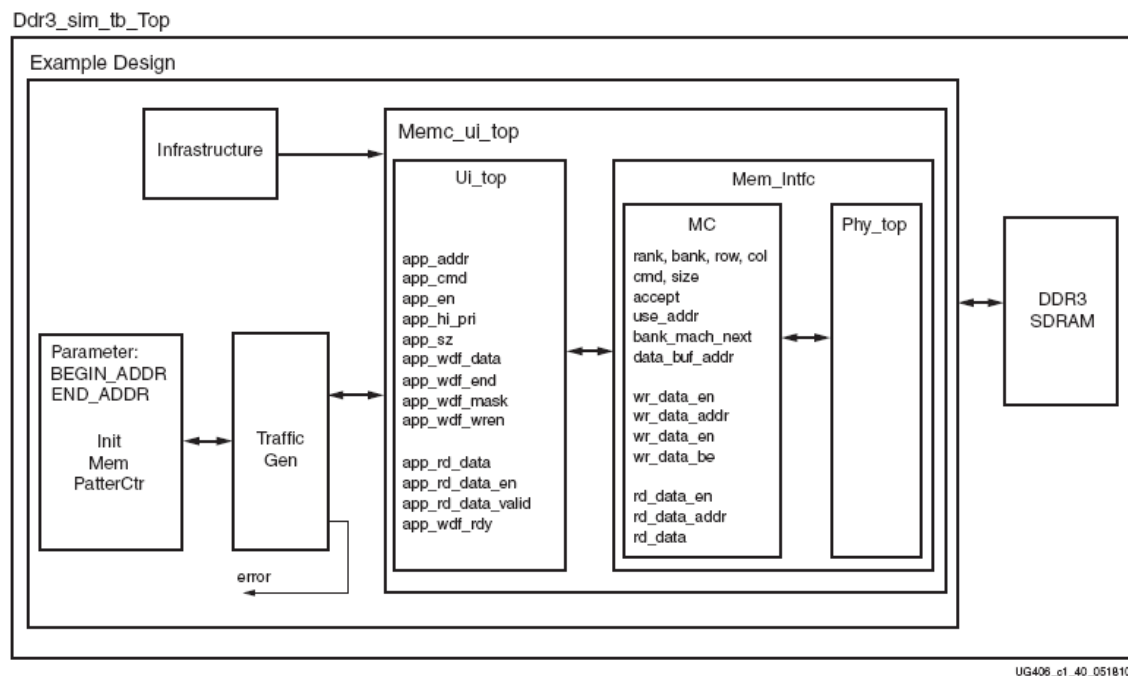 Ddr3_sim_tb_Top
Example Design
Infrastructure
Memc_ui_top
Ui_top
app_addr
app_cmd
app_en
app_hi_pri
app_sz
app_wdf_data
app_wdf_end
app_wdf_mask
app_wdf_wren
app_rd_data
app_rd_data_en
app_rd_data_valid
app_wdf_rdy
Mem_Intfc
MC
rank, bank, row, col
cmd, size
accept
use_addr
bank_mach_next
data_buf_addr
wr_data_en
wr_data_addr
wr_data_en
wr_data_be
rd_data_en
rd_data_addr
rd_data
Phy_top
DDR3
SDRAM
Parameter:
BEGIN_ADDR
END_ADDR
Init
Mem
PatterCtr
Traffic
Gen
error
UG406_c1_40_051810